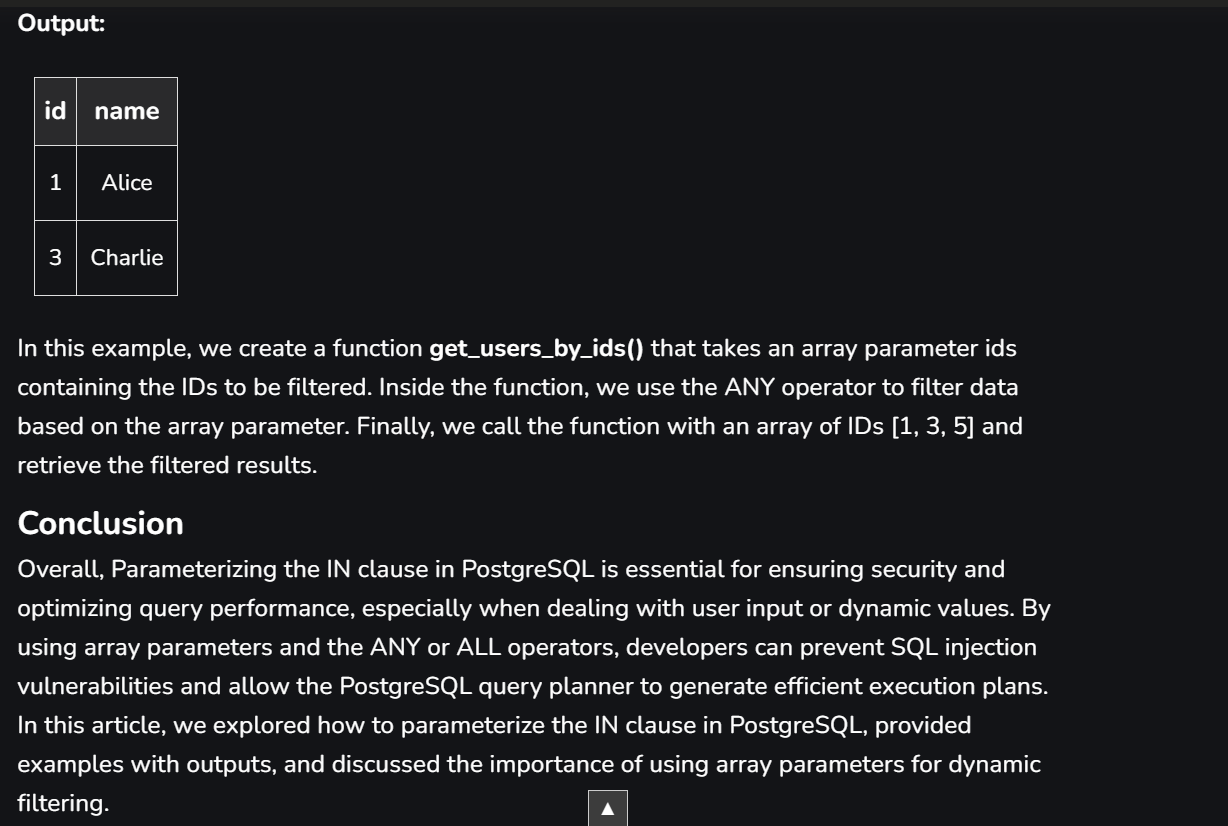 Output:
id name
1 Alice
3 Charlie
In this example, we create a function get_users_by_ids() that takes an array parameter ids
containing the IDs to be filtered. Inside the function, we use the ANY operator to filter data
based on the array parameter. Finally, we call the function with an array of IDs [1, 3, 5] and
retrieve the filtered results.
Conclusion
Overall, Parameterizing the IN clause in PostgreSQL is essential for ensuring security and
optimizing query performance, especially when dealing with user input or dynamic values. By
using array parameters and the ANY or ALL operators, developers can prevent SQL injection
vulnerabilities and allow the PostgreSQL query planner to generate efficient execution plans.
In this article, we explored how to parameterize the IN clause in PostgreSQL, provided
examples with outputs, and discussed the importance of using array parameters for dynamic
filtering.